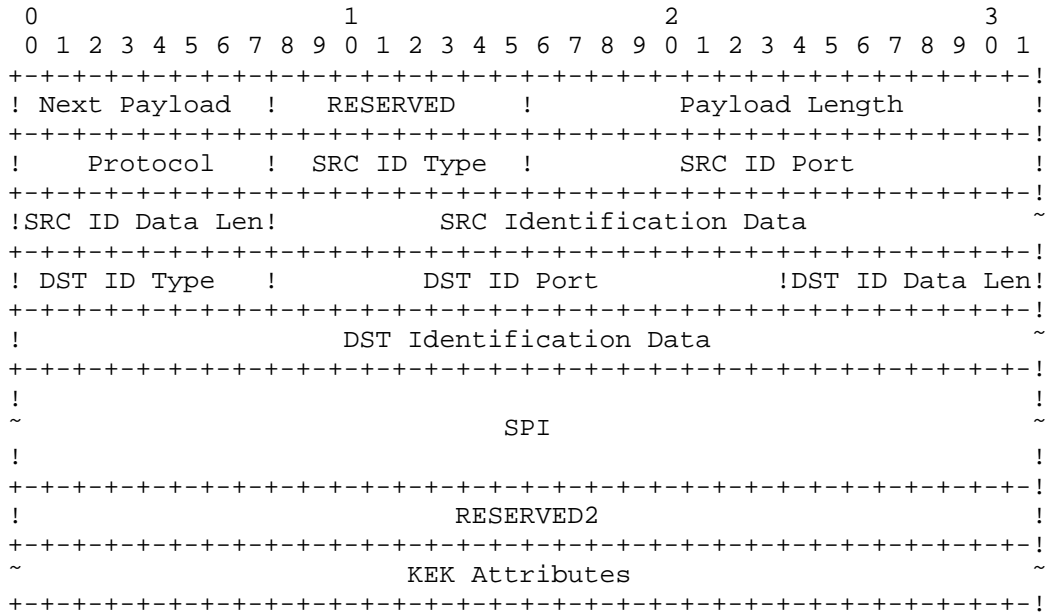 0                   1                   2                   3
 0 1 2 3 4 5 6 7 8 9 0 1 2 3 4 5 6 7 8 9 0 1 2 3 4 5 6 7 8 9 0 1
+-+-+-+-+-+-+-+-+-+-+-+-+-+-+-+-+-+-+-+-+-+-+-+-+-+-+-+-+-+-+-+-!
! Next Payload  !   RESERVED    !         Payload Length        !
+-+-+-+-+-+-+-+-+-+-+-+-+-+-+-+-+-+-+-+-+-+-+-+-+-+-+-+-+-+-+-+-!
!    Protocol   !  SRC ID Type  !         SRC ID Port           !
+-+-+-+-+-+-+-+-+-+-+-+-+-+-+-+-+-+-+-+-+-+-+-+-+-+-+-+-+-+-+-+-!
!SRC ID Data Len!          SRC Identification Data              ~
+-+-+-+-+-+-+-+-+-+-+-+-+-+-+-+-+-+-+-+-+-+-+-+-+-+-+-+-+-+-+-+-!
! DST ID Type   !         DST ID Port           !DST ID Data Len!
+-+-+-+-+-+-+-+-+-+-+-+-+-+-+-+-+-+-+-+-+-+-+-+-+-+-+-+-+-+-+-+-!
!                    DST Identification Data                    ~
+-+-+-+-+-+-+-+-+-+-+-+-+-+-+-+-+-+-+-+-+-+-+-+-+-+-+-+-+-+-+-+-!
!                                                               !
~                              SPI                              ~
!                                                               !
+-+-+-+-+-+-+-+-+-+-+-+-+-+-+-+-+-+-+-+-+-+-+-+-+-+-+-+-+-+-+-+-!
!                           RESERVED2                           !
+-+-+-+-+-+-+-+-+-+-+-+-+-+-+-+-+-+-+-+-+-+-+-+-+-+-+-+-+-+-+-+-!
~                        KEK Attributes                         ~
+-+-+-+-+-+-+-+-+-+-+-+-+-+-+-+-+-+-+-+-+-+-+-+-+-+-+-+-+-+-+-+-!